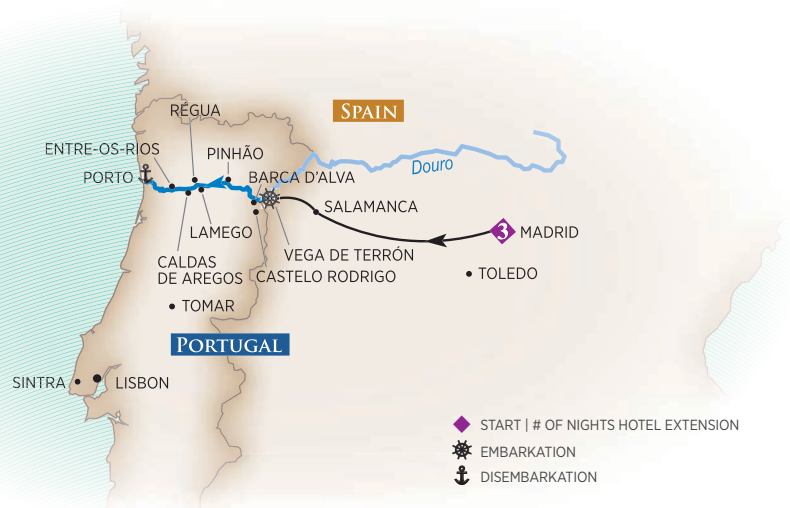 RÉGUA
SPAIN
ENTRE-OS-RIOS
PINHÃO
Douro
PORTO
BARCA D'ALVA
SALAMANCA
LAMEGO
3 MADRID
VEGA DE TERRÓN
CALDAS
DE AREGOS
CASTELO RODRIGO
TOLEDO
TOMAR
PORTUGAL
SINTRA
LISBON
START | # OF NIGHTS HOTEL EXTENSION
EMBARKATION
DISEMBARKATION